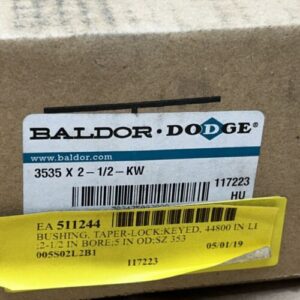 BALDOR · DODGE
www.baldor.com
3535 X 2-1/2-KW
117223
HU
EA 511244
BUSHING, TAPER-LOCK;KEYED, 44800 IN LI
,2-1/2 IN BORE;5 IN OD;SZ 353
005S02L2B1 05/01/19
117223